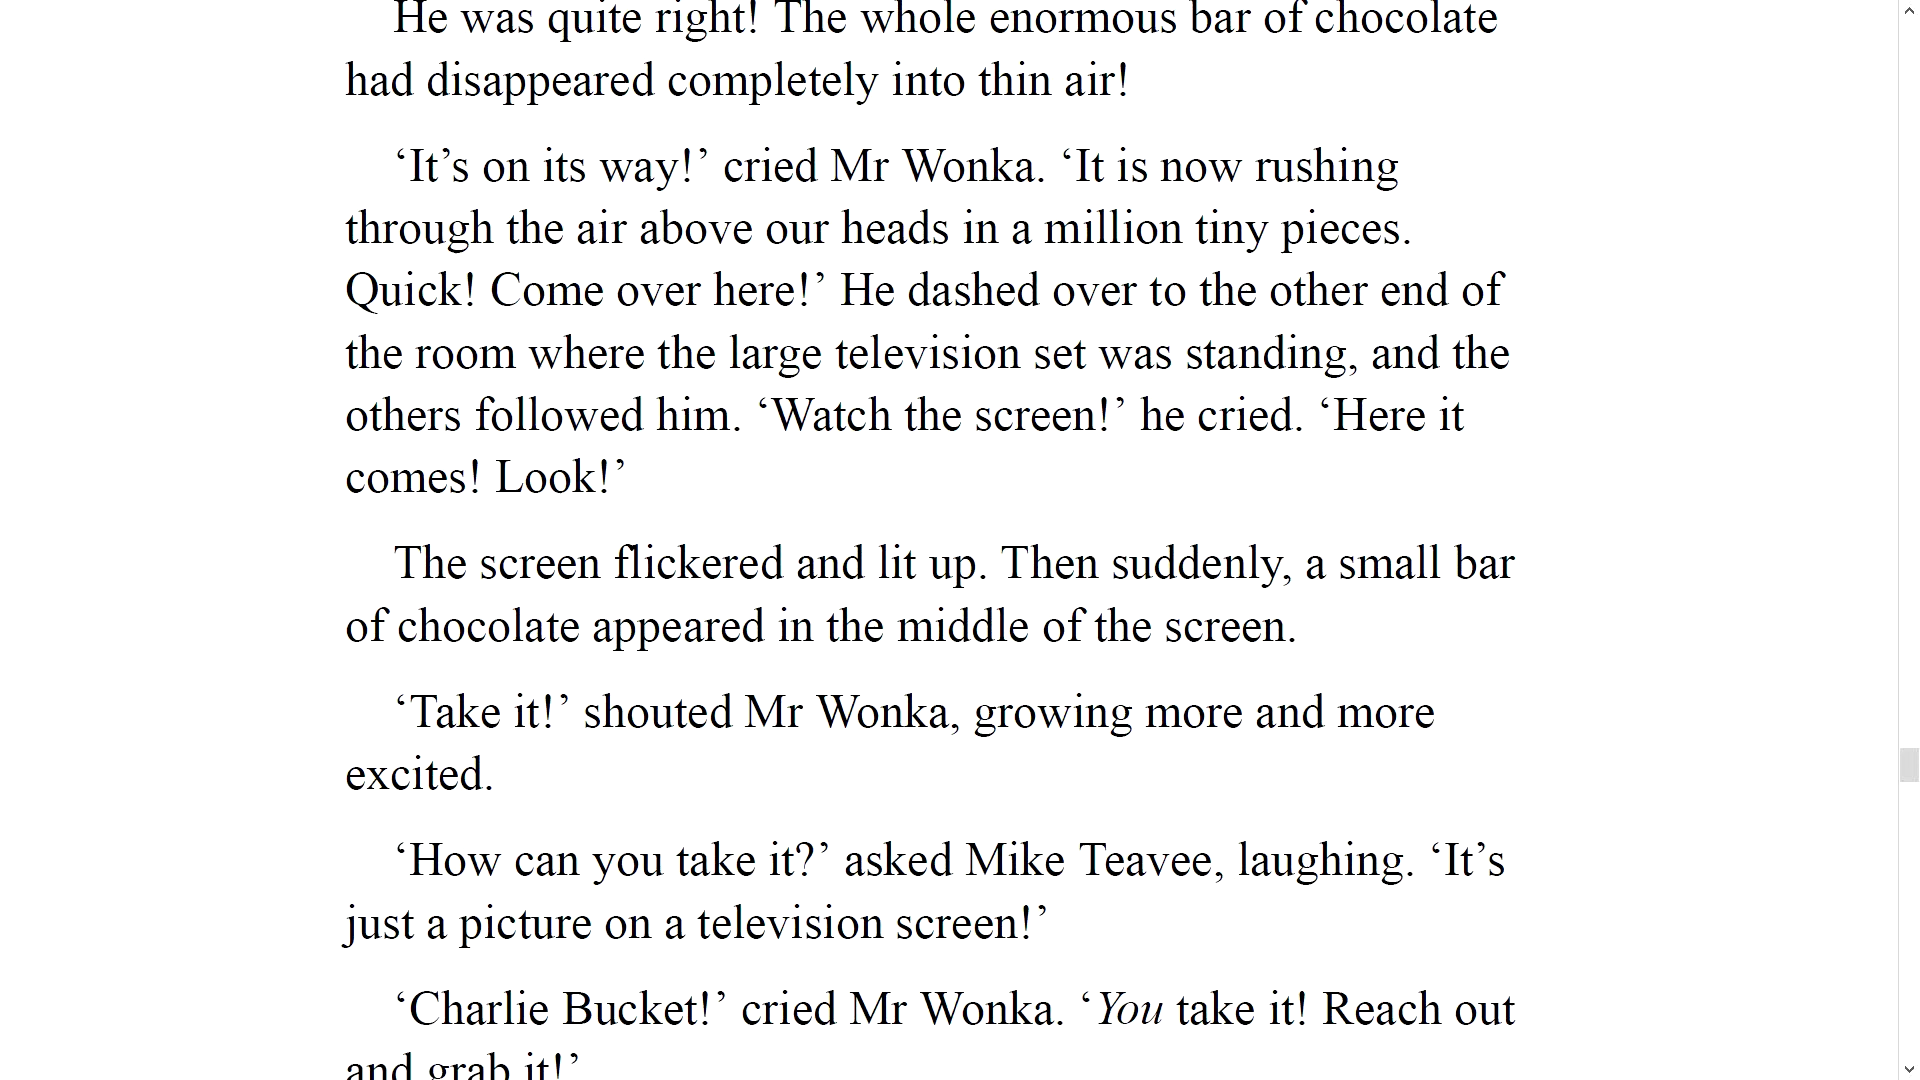 He was quite right! The whole enormous bar of chocolate
had disappeared completely into thin air!
‘It’s on its way!’ cried Mr Wonka. ‘It is now rushing
through the air above our heads in a million tiny pieces.
Quick! Come over here!’ He dashed over to the other end of
the room where the large television set was standing, and the
others followed him. ‘Watch the screen!’ he cried. ‘Here it
comes! Look!’
The screen flickered and lit up. Then suddenly, a small bar
of chocolate appeared in the middle of the screen.
‘Take it!’ shouted Mr Wonka, growing more and more
excited.
‘How can you take it?’ asked Mike Teavee, laughing. ‘It’s
just a picture on a television screen!’
‘Charlie Bucket!’ cried Mr Wonka. ‘You take it! Reach out
and grab it!’